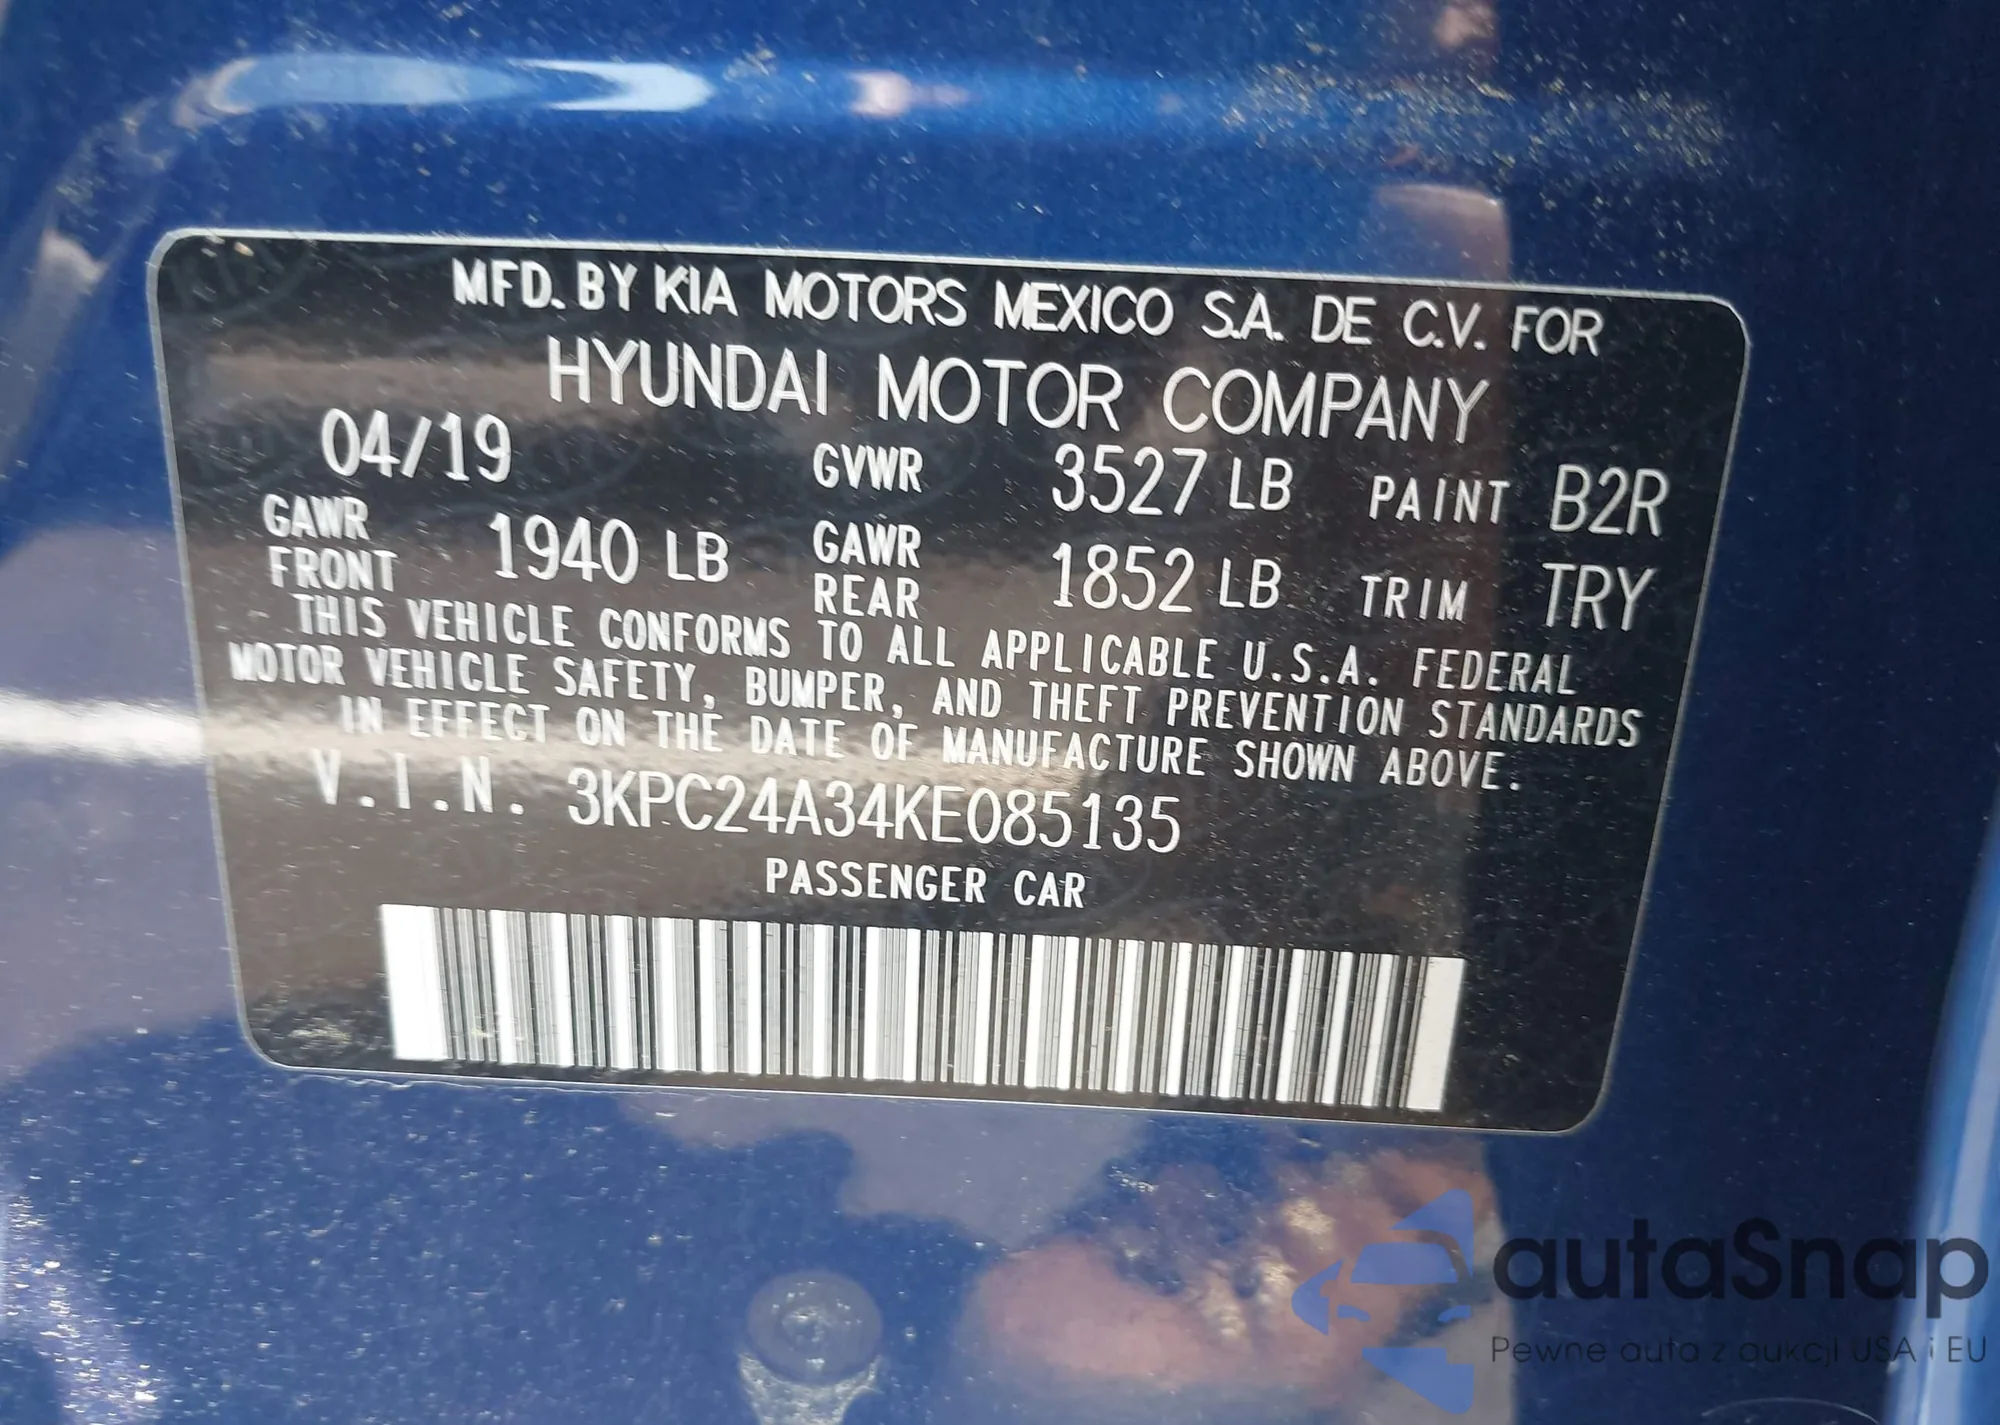 MFD. BY KIA MOTORS MEXICO S.A. DE C.V. FOR
HYUNDAI MOTOR COMPANY
04/19 GVWR 3527 LB PAINT B2R
GAWR FRONT 1940 LB GAWR REAR 1852 LB TRIM TRY
THIS VEHICLE CONFORMS TO ALL APPLICABLE U.S.A. FEDERAL
MOTOR VEHICLE SAFETY, BUMPER, AND THEFT PREVENTION STANDARDS
IN EFFECT ON THE DATE OF MANUFACTURE SHOWN ABOVE.
V.I.N. 3KPC24A34KE085135
PASSENGER CAR
autaSnap
Pewne auta z aukcji USA i EU